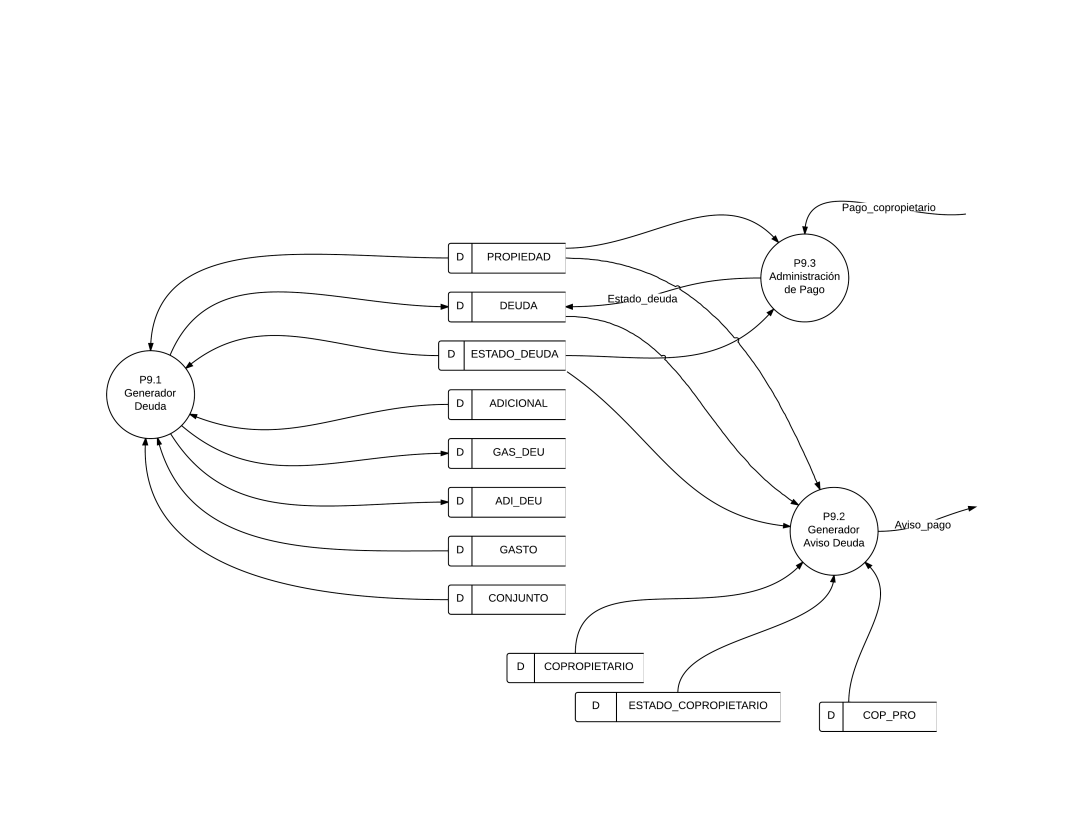 Pago_copropietario
P9.3
Administración
de Pago
D PROPIEDAD
D DEUDA
Estado_deuda
D ESTADO_DEUDA
P9.1
Generador
Deuda
D ADICIONAL
D GAS_DEU
D ADI_DEU
D GASTO
D CONJUNTO
P9.2
Generador
Aviso Deuda
Aviso_pago
D COPROPIETARIO
D ESTADO_COPROPIETARIO
D COP_PRO